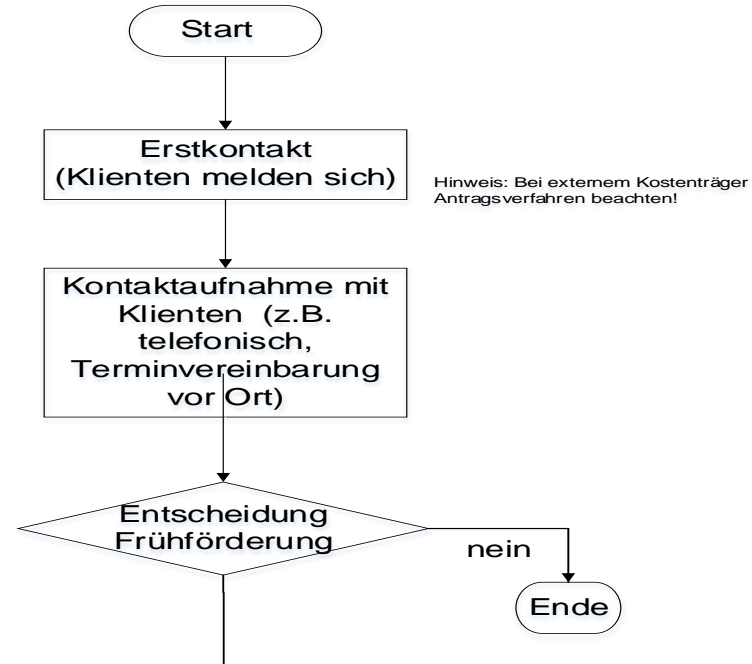 Start
Erstkontakt
(Klienten melden sich)
Hinweis: Bei externem Kostenträger
Antragsverfahren beachten!
Kontaktaufnahme mit
Klienten (z.B.
telefonisch,
Terminvereinbarung
vor Ort)
Entscheidung
Frühförderung
nein
Ende